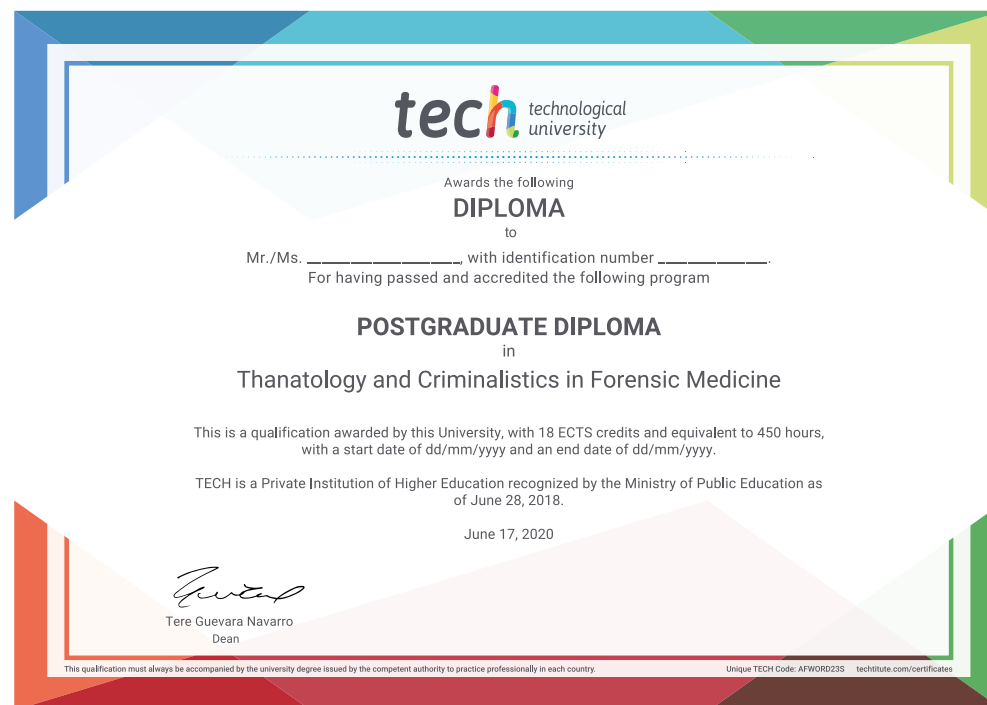 tech technological
university
Awards the following
DIPLOMA
to
Mr./Ms. ____________________, with identification number ______________.
For having passed and accredited the following program
POSTGRADUATE DIPLOMA
in
Thanatology and Criminalistics in Forensic Medicine
This is a qualification awarded by this University, with 18 ECTS credits and equivalent to 450 hours,
with a start date of dd/mm/yyyy and an end date of dd/mm/yyyy.
TECH is a Private Institution of Higher Education recognized by the Ministry of Public Education as
of June 28, 2018.
June 17, 2020
Tere Guevara Navarro
Dean
This qualification must always be accompanied by the university degree issued by the competent authority to practice professionally in each country. Unique TECH Code: AFWORD23S techtitute.com/certificates